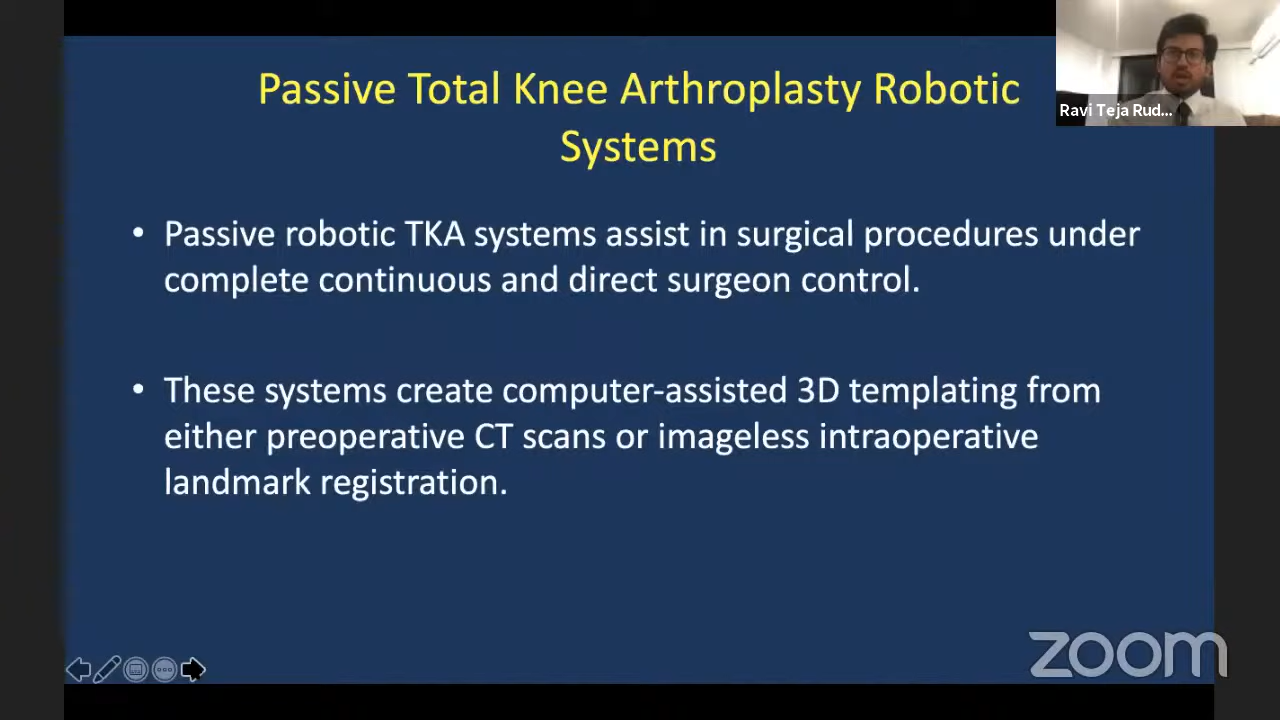 Passive Total Knee Arthroplasty Robotic
Systems
Ravi Teja Rud...
• Passive robotic TKA systems assist in surgical procedures under
complete continuous and direct surgeon control.
• These systems create computer-assisted 3D templating from
either preoperative CT scans or imageless intraoperative
landmark registration.
zoom